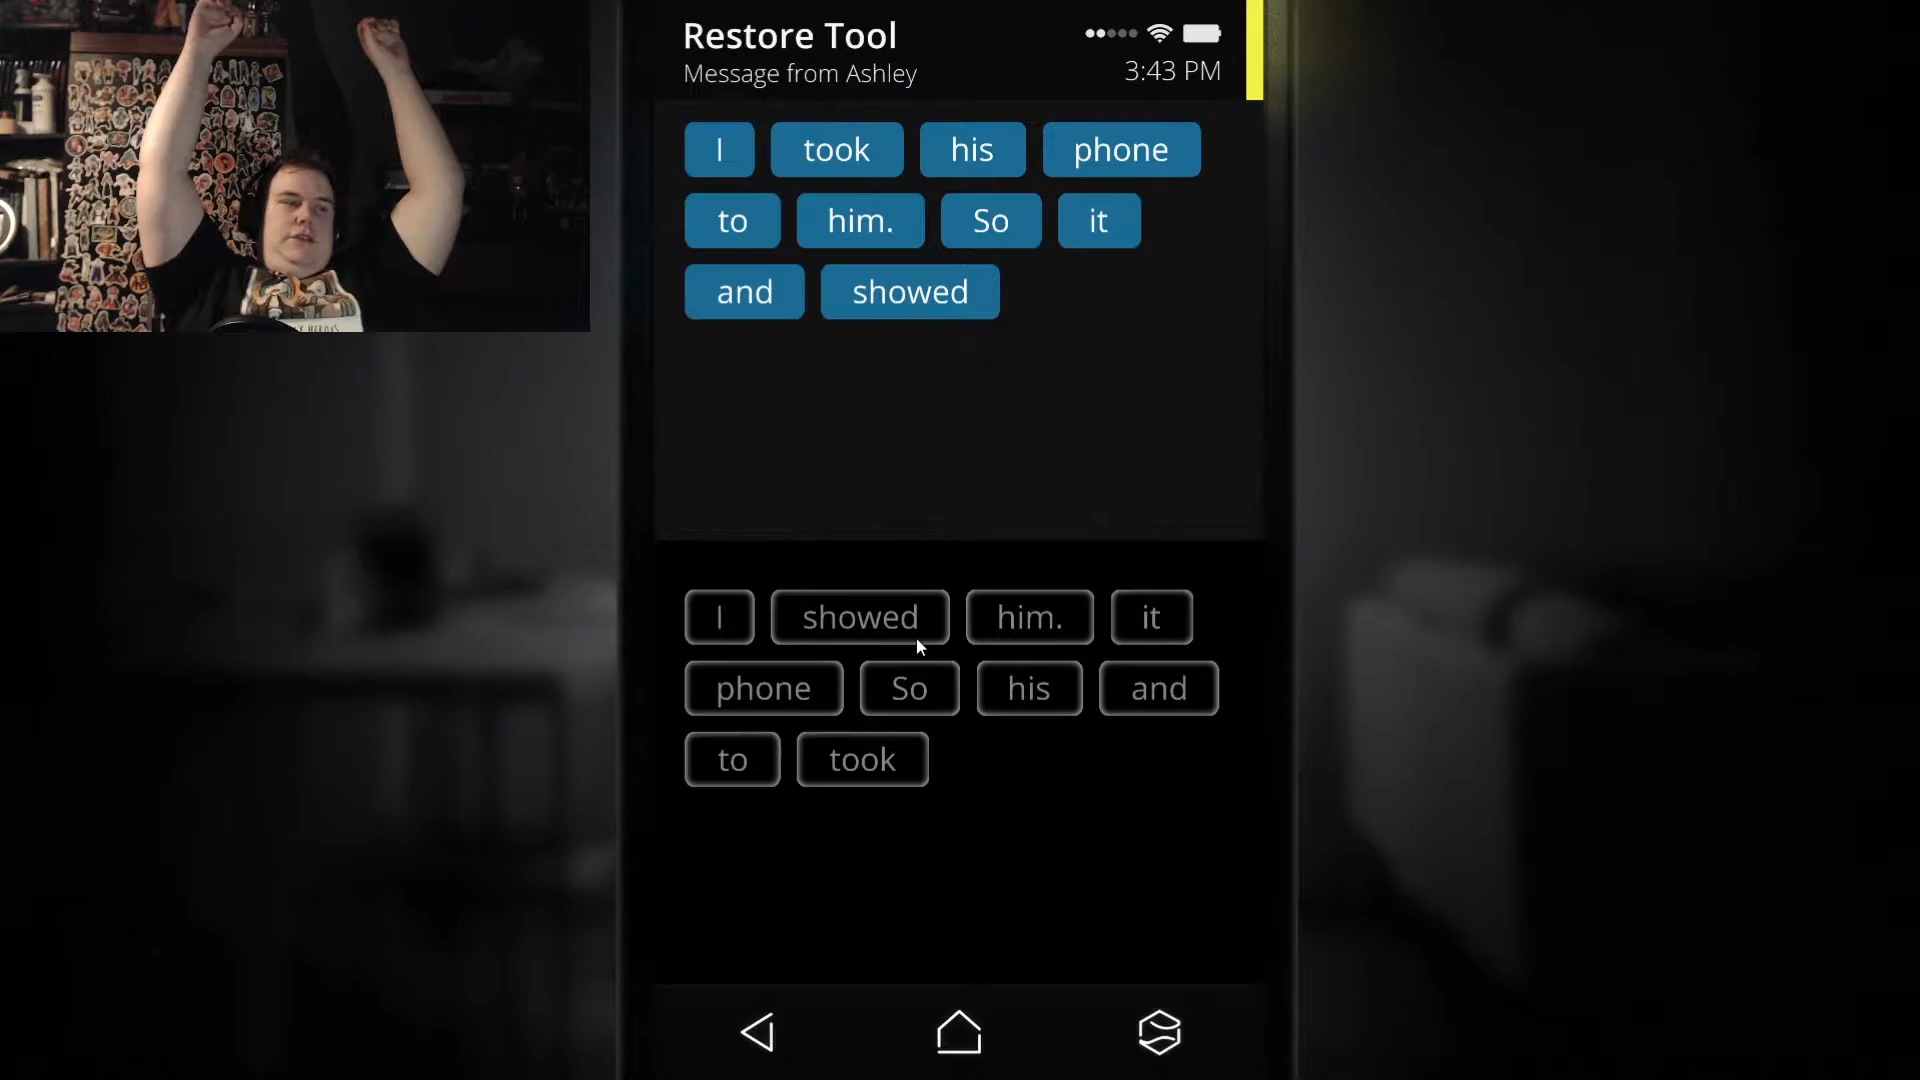 Restore Tool
Message from Ashley
3:43 PM
I took his phone
to him. So it
and showed
I showed him. it
phone So his and
to took